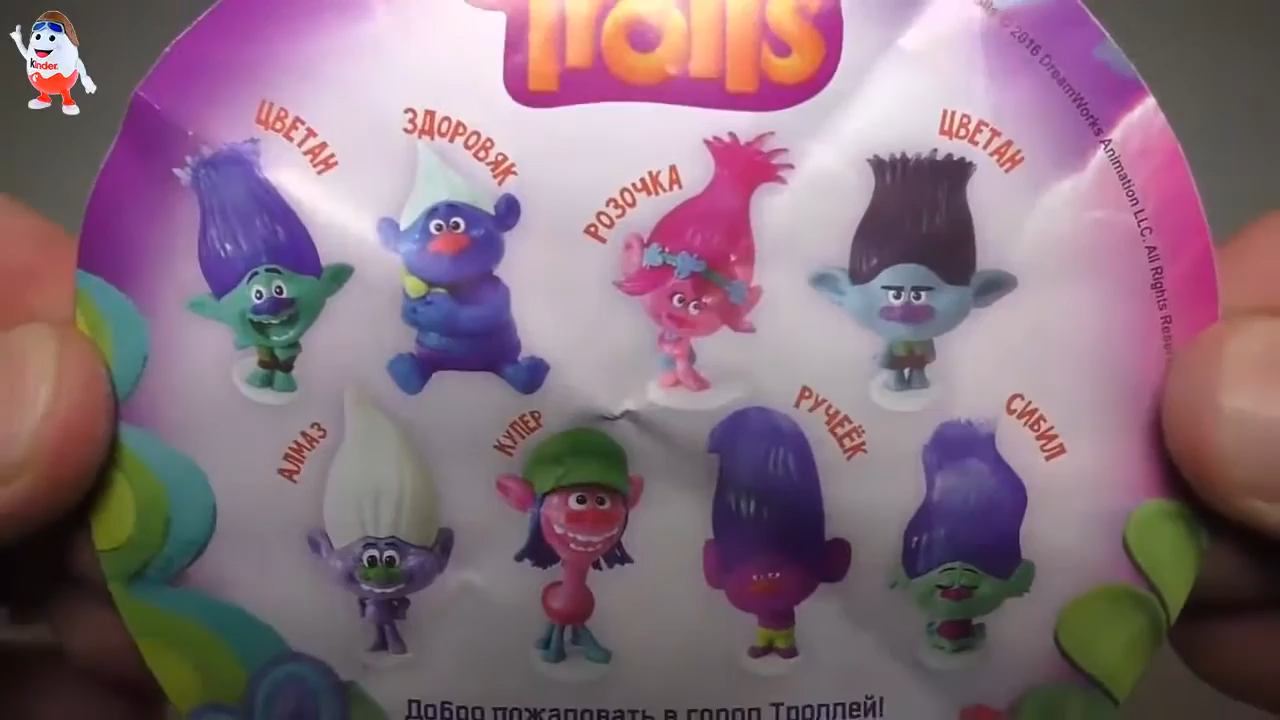 Trolls
kinder
© 2016 DreamWorks Animation LLC. All Rights
ЦВЕТАН
ЗДОРОВЯК
РОЗОЧКА
ЦВЕТАН
АЛМАЗ
КУПЕР
РУЧЕЁК
СИБИЛ
Добро пожаловать в город Троллей!